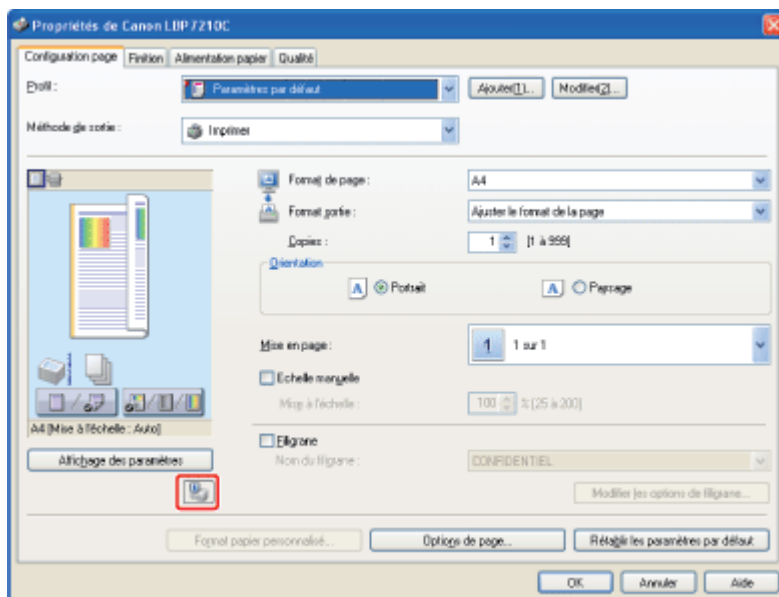 Propriétés de Canon LBP7210C
Configuration page Finition Alimentation papier Qualité
Profil : Paramètres par défaut Ajouter(1)... Modifier(2)...
Méthode de sortie : Imprimer
Format de page : A4
Format sortie : Ajuster le format de la page
Copies : 1 [1 à 999]
Orientation
A Portrait A Paysage
Mise en page : 1 1 sur 1
Echelle manuelle
Mise à l'échelle : 100 % [25 à 200]
A4 [Mise à l'échelle : Auto]
Filigrane
Affichage des paramètres Nom du filigrane : CONFIDENTIEL
Modifier les options de filigrane...
Format papier personnalisé... Options de page... Rétablir les paramètres par défaut
OK Annuler Aide